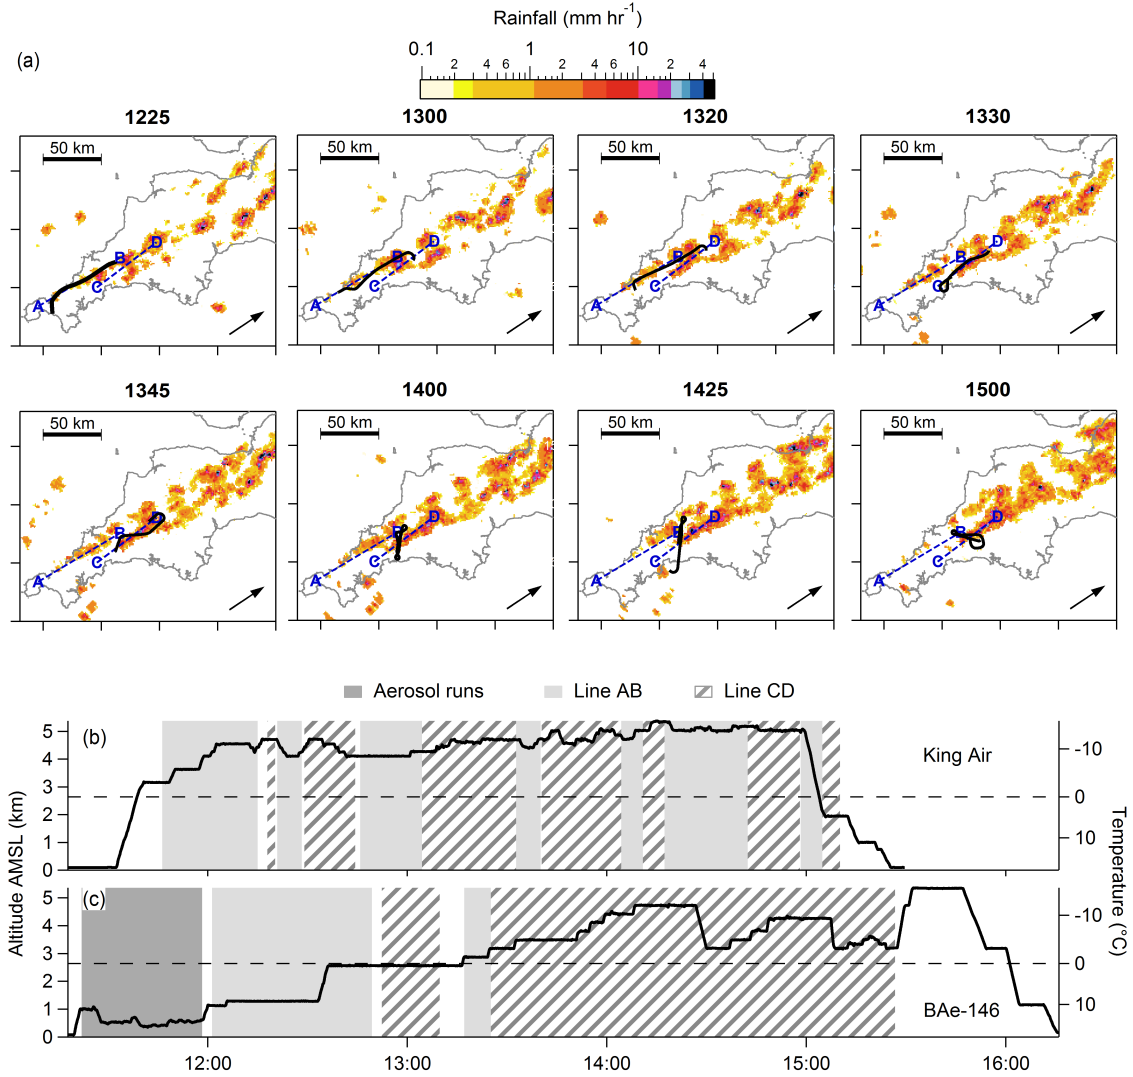 Rainfall (mm hr-1)
(a)
0.1 1 10
2 4 6 2 4 6 2 4
1225 1300 1320 1330
50 km 50 km 50 km 50 km
A B C D A B C D A B C D A B C D
1345 1400 1425 1500
50 km 50 km 50 km 50 km
A B C D A B C D A B C D A B C D
Aerosol runs Line AB Line CD
(b)
King Air
5
4
3
2
1
0
-10
0
10
(c)
BAe-146
5
4
3
2
1
0
-10
0
10
Altitude AMSL (km)
Temperature (°C)
12:00 13:00 14:00 15:00 16:00